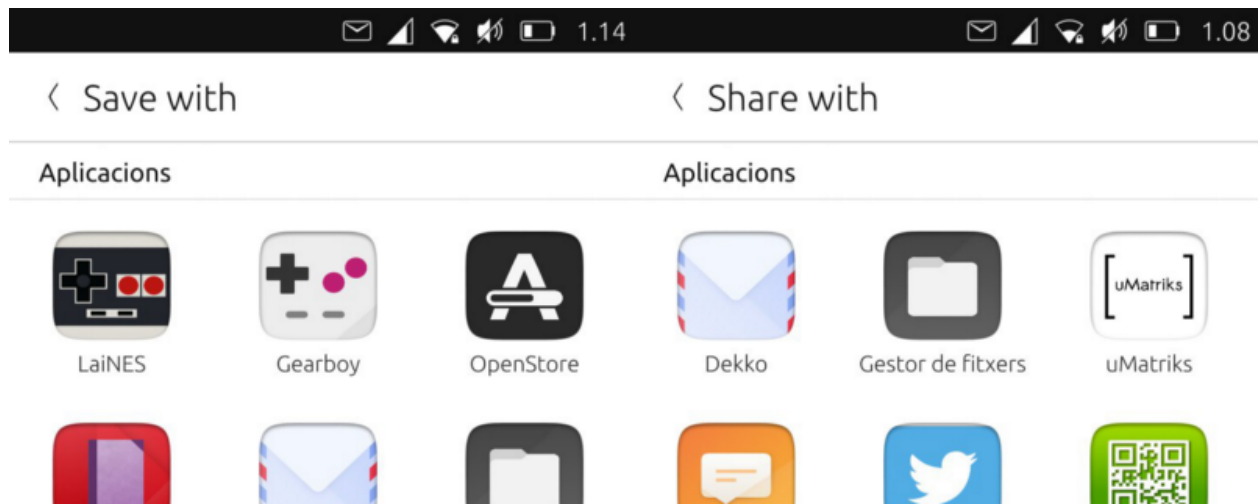 1.14
Save with
Aplicacions
LaiNES Gearboy OpenStore
1.08
Share with
Aplicacions
uMatriks
Dekko Gestor de fitxers uMatriks